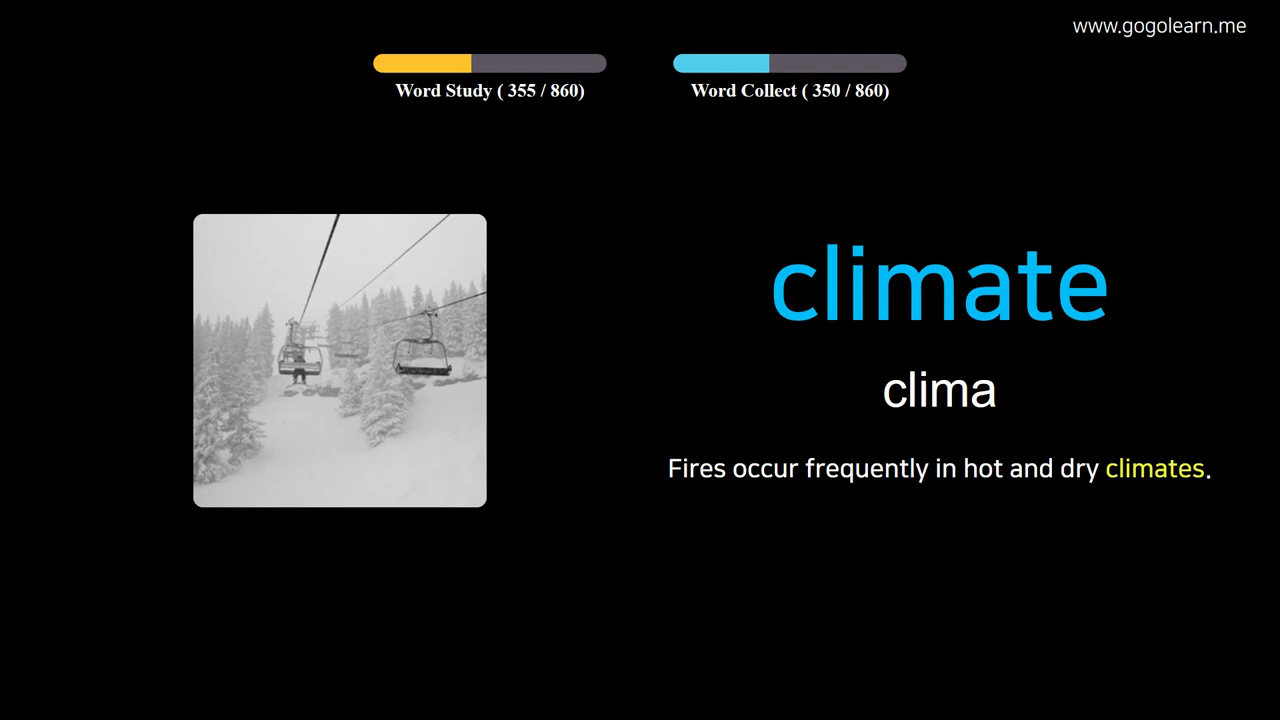 www.gogolearn.me
Word Study ( 355 / 860)
Word Collect ( 350 / 860)
climate
clima
Fires occur frequently in hot and dry climates.